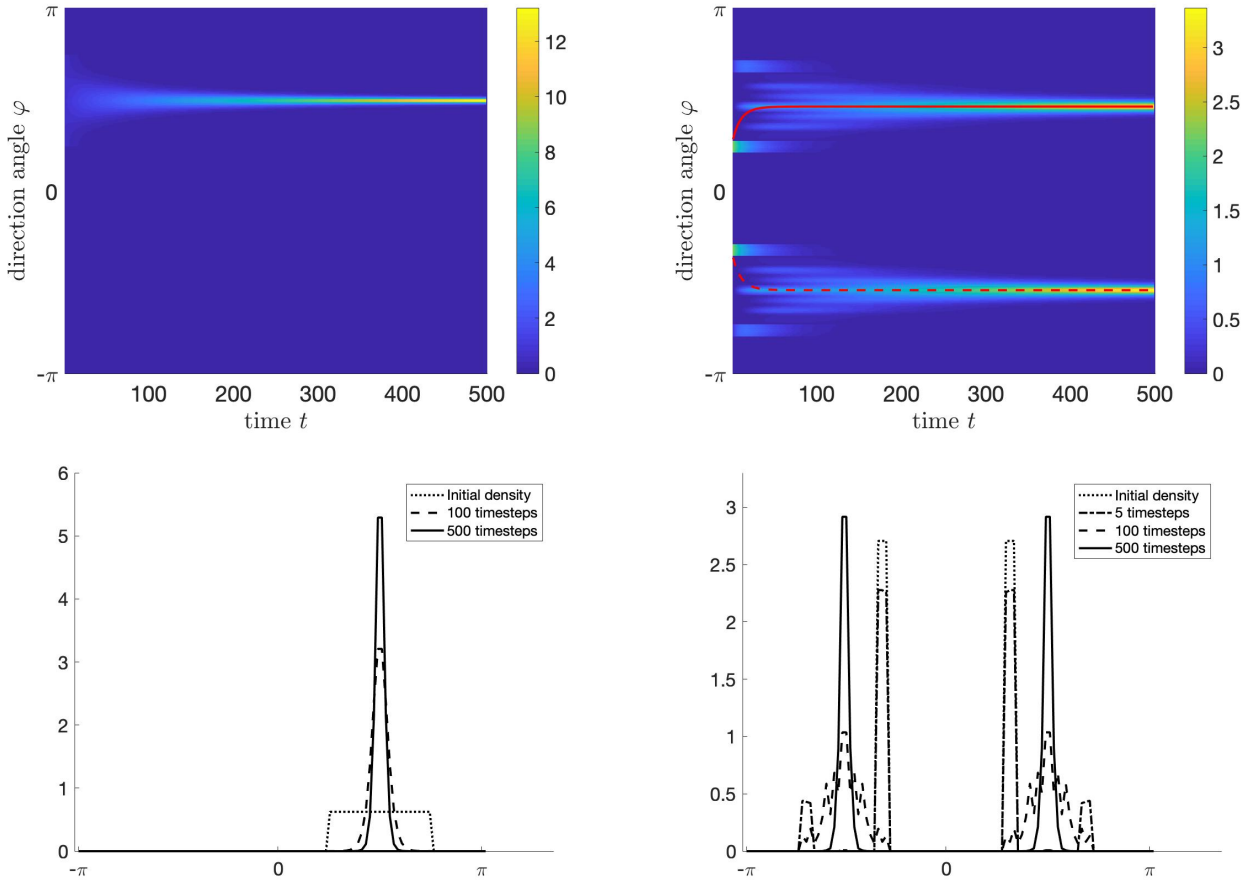 π
0
-π
direction angle φ
100
200
300
400
500
time t
12
10
8
6
4
2
0
π
0
-π
direction angle φ
100
200
300
400
500
time t
3
2.5
2
1.5
1
0.5
0
6
5
4
3
2
1
0
-π
0
π
Initial density
100 timesteps
500 timesteps
3
2.5
2
1.5
1
0.5
0
-π
0
π
Initial density
5 timesteps
100 timesteps
500 timesteps